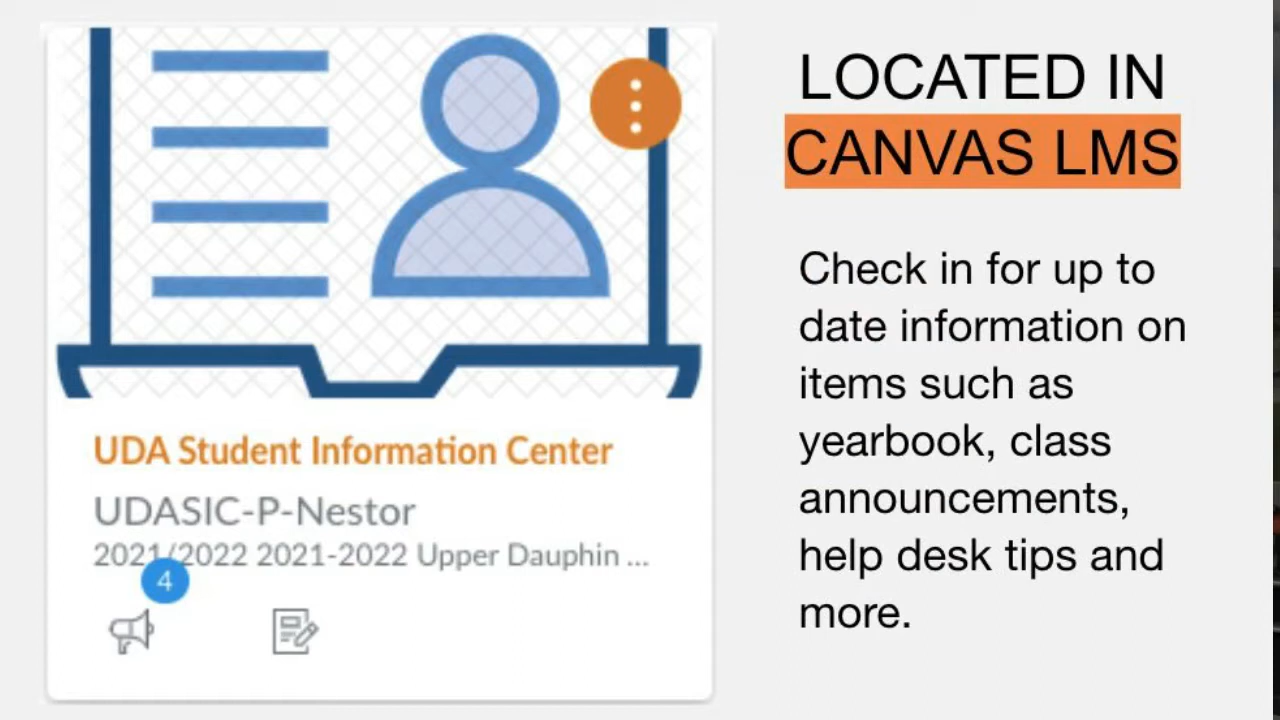 UDA Student Information Center
UDASIC-P-Nestor
2021/2022 2021-2022 Upper Dauphin ...
4
LOCATED IN
CANVAS LMS
Check in for up to
date information on
items such as
yearbook, class
announcements,
help desk tips and
more.